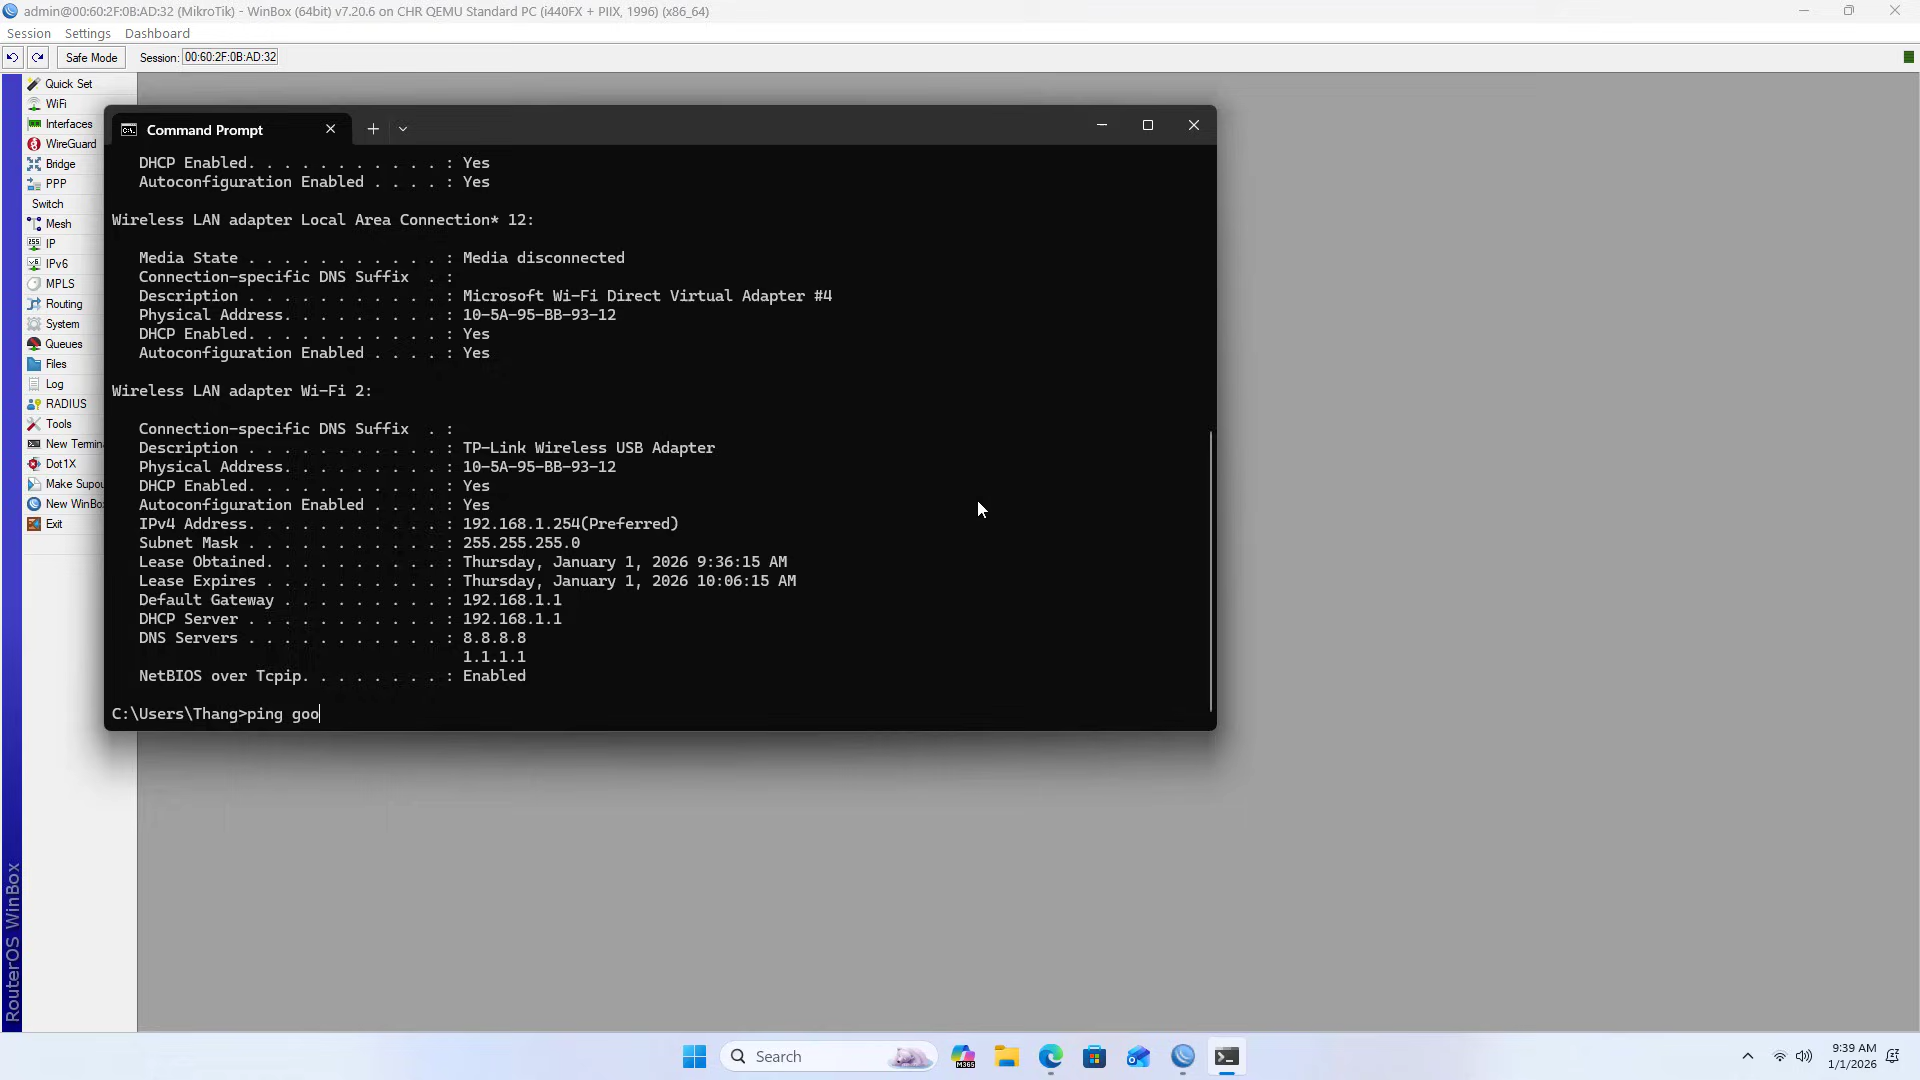 admin@00:60:2F:0B:AD:32 (MikroTik) - WinBox (64bit) v7.20.6 on CHR QEMU Standard PC (i440FX + PIIX, 1996) (x86_64)
Session Settings Dashboard
Safe Mode Session: 00:60:2F:0B:AD:32
Quick Set
WiFi
Interfaces
WireGuard
Bridge
PPP
Switch
Mesh
IP
IPv6
MPLS
Routing
System
Queues
Files
Log
RADIUS
Tools
New Termin
Dot1X
Make Supou
New WinBo
Exit
RouterOS WinBox
Command Prompt
DHCP Enabled. . . . . . . . . . . : Yes
Autoconfiguration Enabled . . . . : Yes
Wireless LAN adapter Local Area Connection* 12:
Media State . . . . . . . . . . . : Media disconnected
Connection-specific DNS Suffix  . :
Description . . . . . . . . . . . : Microsoft Wi-Fi Direct Virtual Adapter #4
Physical Address. . . . . . . . . : 10-5A-95-BB-93-12
DHCP Enabled. . . . . . . . . . . : Yes
Autoconfiguration Enabled . . . . : Yes
Wireless LAN adapter Wi-Fi 2:
Connection-specific DNS Suffix  . :
Description . . . . . . . . . . . : TP-Link Wireless USB Adapter
Physical Address. . . . . . . . . : 10-5A-95-BB-93-12
DHCP Enabled. . . . . . . . . . . : Yes
Autoconfiguration Enabled . . . . : Yes
IPv4 Address. . . . . . . . . . . : 192.168.1.254(Preferred)
Subnet Mask . . . . . . . . . . . : 255.255.255.0
Lease Obtained. . . . . . . . . . : Thursday, January 1, 2026 9:36:15 AM
Lease Expires . . . . . . . . . . : Thursday, January 1, 2026 10:06:15 AM
Default Gateway . . . . . . . . . : 192.168.1.1
DHCP Server . . . . . . . . . . . : 192.168.1.1
DNS Servers . . . . . . . . . . . : 8.8.8.8
1.1.1.1
NetBIOS over Tcpip. . . . . . . . : Enabled
C:\Users\Thang>ping goo
Search
9:39 AM
1/1/2026